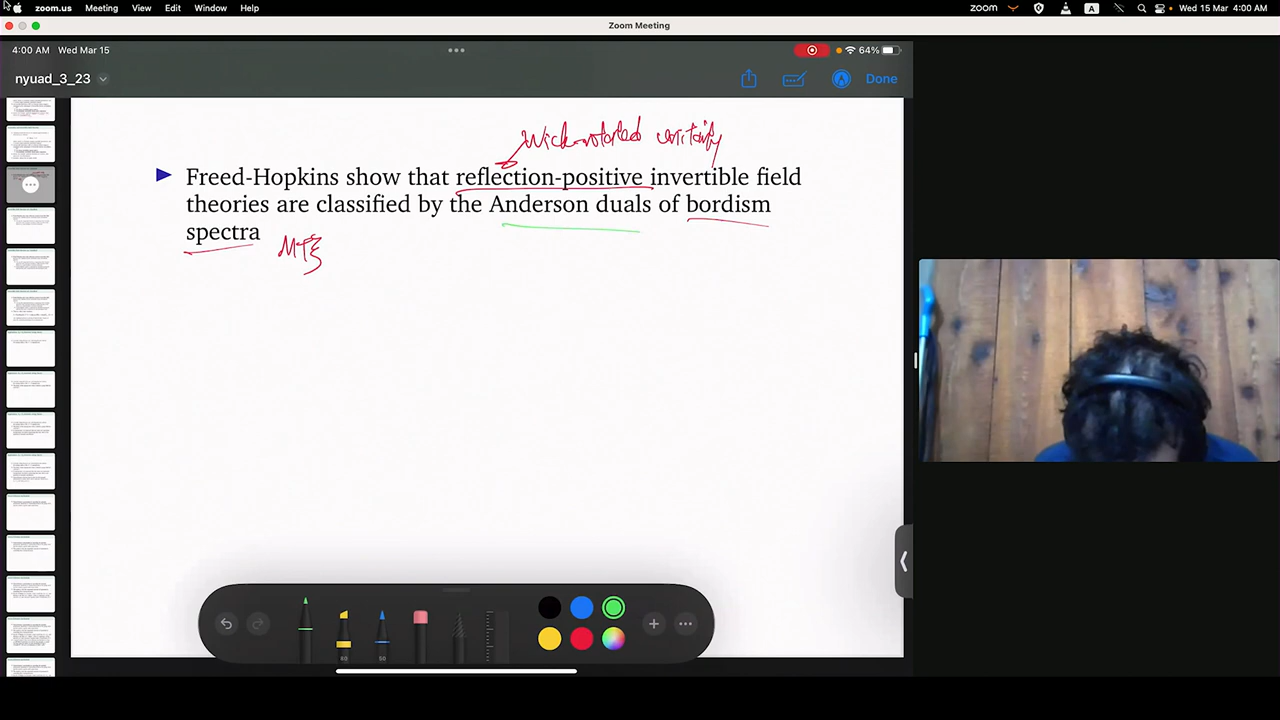 zoom.us Meeting View Edit Window Help zoom A Wed 15 Mar 4:00 AM
Zoom Meeting
4:00 AM Wed Mar 15 64%
nyuad_3_23 Done
Wick-rotated unitarity
Freed-Hopkins show that reflection-positive invertible field
theories are classified by the Anderson duals of bordism
spectra
MTξ